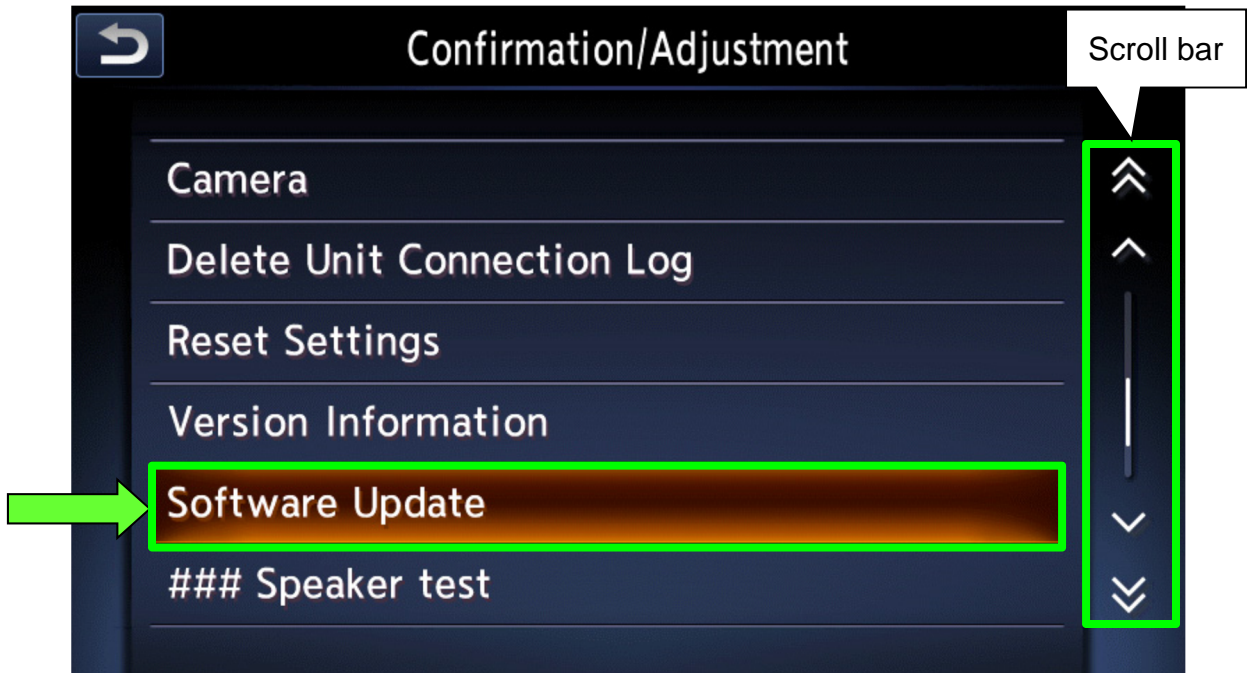 Confirmation/Adjustment
Scroll bar
Camera
Delete Unit Connection Log
Reset Settings
Version Information
Software Update
### Speaker test